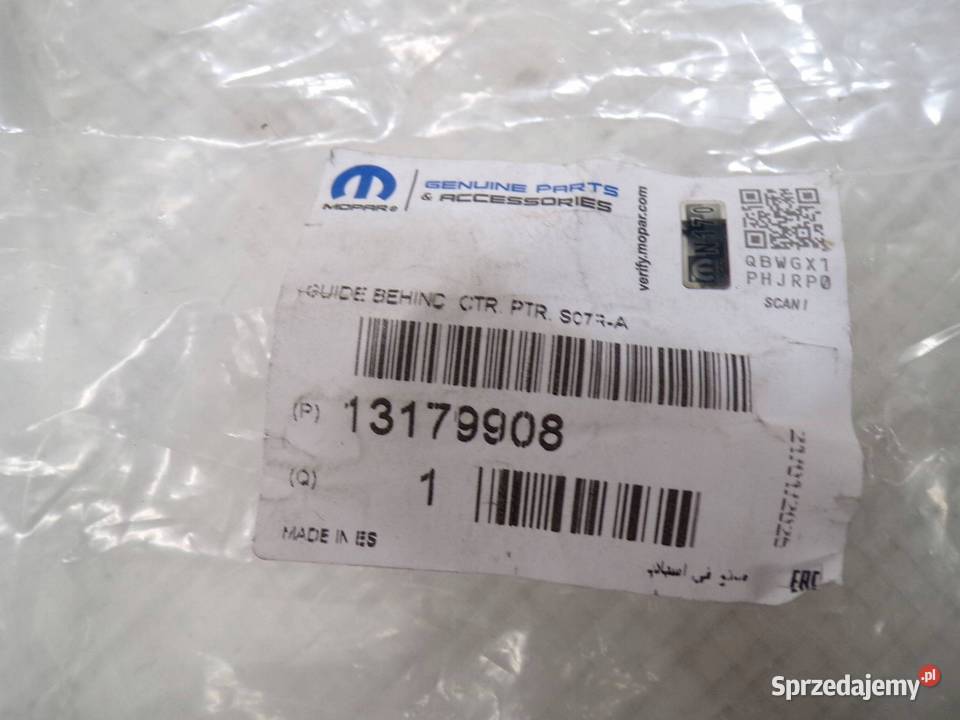 MOPAR®
GENUINE PARTS
& ACCESSORIES
verify.mopar.com
N170
QBWGX1
PHJRP0
SCAN!
GUIDE BEHIND CTR. PTR. S07R-A
(P) 13179908
(Q) 1
MADE IN ES
صنع في اسبانيا
EAC
Sprzedajemy.pl